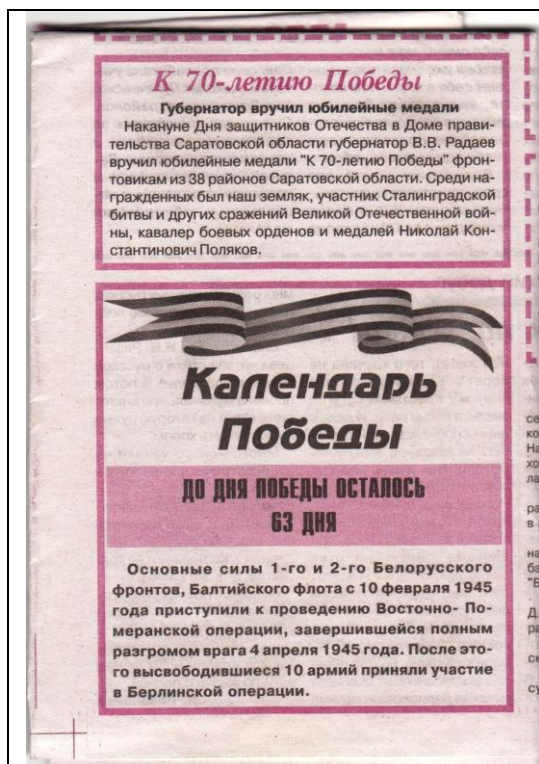 К 70-летию Победы
Губернатор вручил юбилейные медали
Накануне Дня защитников Отечества в Доме прави-
тельства Саратовской области губернатор В.В. Радаев
вручил юбилейные медали "К 70-летию Победы" фрон-
товикам из 38 районов Саратовской области. Среди на-
гражденных был наш земляк, участник Сталинградской
битвы и других сражений Великой Отечественной вой-
ны, кавалер боевых орденов и медалей Николай Кон-
стантинович Поляков.
Календарь
Победы
ДО ДНЯ ПОБЕДЫ ОСТАЛОСЬ
63 ДНЯ
Основные силы 1-го и 2-го Белорусского
фронтов, Балтийского флота с 10 февраля 1945
года приступили к проведению Восточно- По-
меранской операции, завершившейся полным
разгромом врага 4 апреля 1945 года. После это-
го высвободившиеся 10 армий приняли участие
в Берлинской операции.